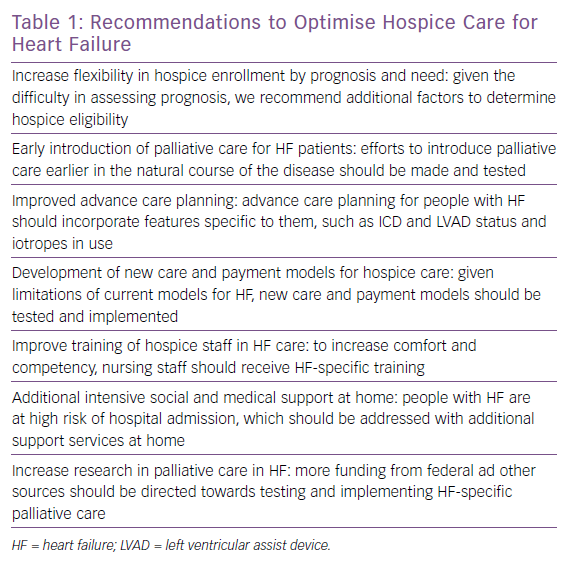 Table 1: Recommendations to Optimise Hospice Care for
Heart Failure
Increase flexibility in hospice enrollment by prognosis and need: given the
difficulty in assessing prognosis, we recommend additional factors to determine
hospice eligibility
Early introduction of palliative care for HF patients: efforts to introduce palliative
care earlier in the natural course of the disease should be made and tested
Improved advance care planning: advance care planning for people with HF
should incorporate features specific to them, such as ICD and LVAD status and
iotropes in use
Development of new care and payment models for hospice care: given
limitations of current models for HF, new care and payment models should be
tested and implemented
Improve training of hospice staff in HF care: to increase comfort and
competency, nursing staff should receive HF-specific training
Additional intensive social and medical support at home: people with HF are
at high risk of hospital admission, which should be addressed with additional
support services at home
Increase research in palliative care in HF: more funding from federal ad other
sources should be directed towards testing and implementing HF-specific
palliative care
HF = heart failure; LVAD = left ventricular assist device.